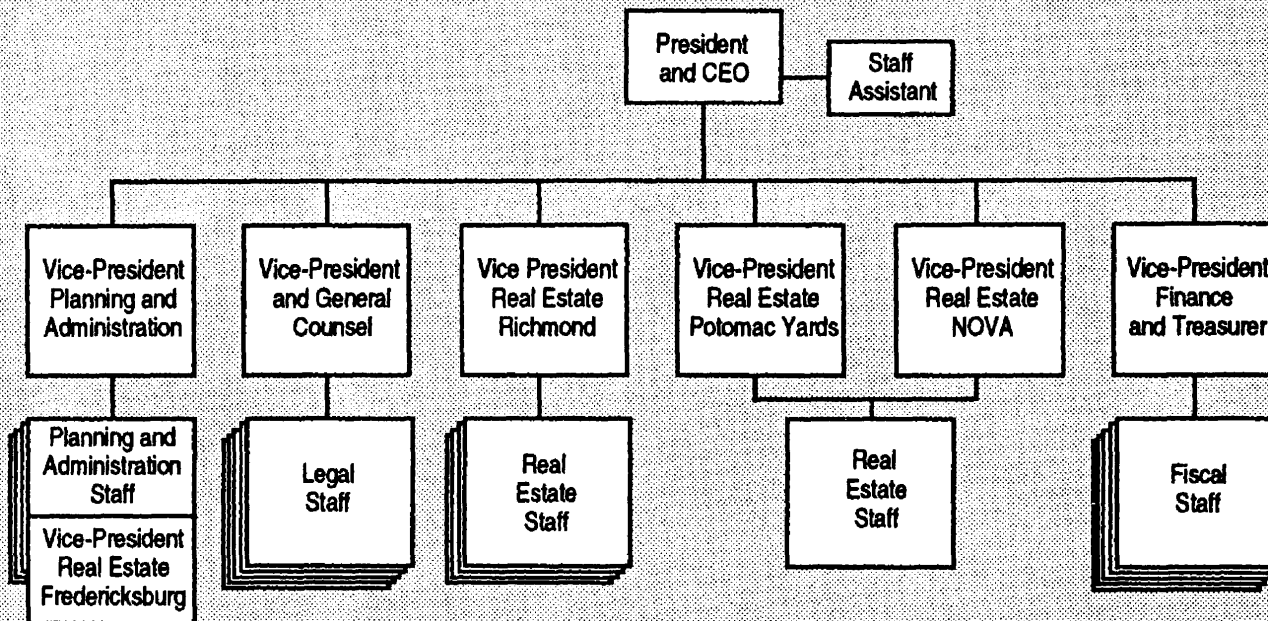 President
and CEO
Staff
Assistant
Vice-President
Planning and
Administration
Vice-President
and General
Counsel
Vice President
Real Estate
Richmond
Vice-President
Real Estate
Potomac Yards
Vice-President
Real Estate
NOVA
Vice-President
Finance
and Treasurer
Planning and
Administration
Staff
Vice-President
Real Estate
Fredericksburg
Legal
Staff
Real
Estate
Staff
Real
Estate
Staff
Fiscal
Staff